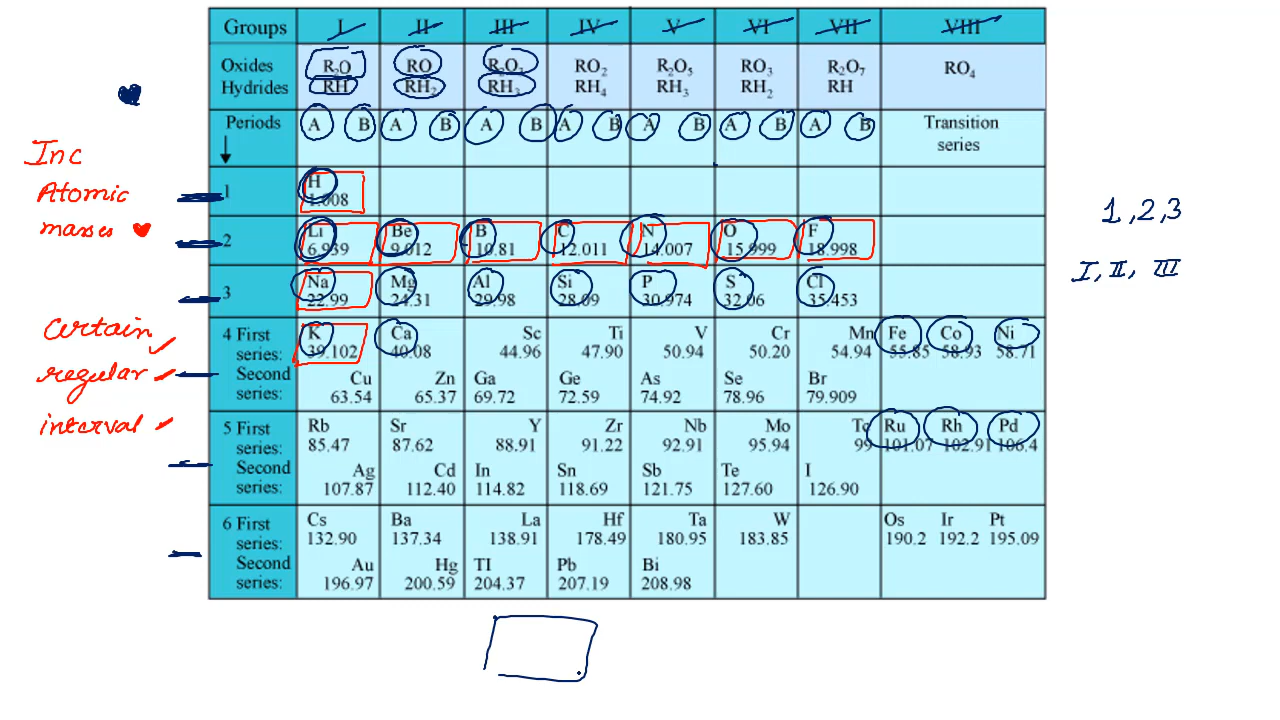 Groups I II III IV V VI VII VIII
Oxides R₂O RO R₂O₃ RO₂ R₂O₅ RO₃ R₂O₇ RO₄
Hydrides RH RH₂ RH₃ RH₄ RH₃ RH₂ RH
Periods A B A B A B A B A B A B A B Transition
series
Inc
Atomic
masses
certain
regular
interval
1 H
1.008
2 Li Be B C N O F
6.939 9.012 10.81 12.011 14.007 15.999 18.998
3 Na Mg Al Si P S Cl
22.99 24.31 29.98 28.09 30.974 32.06 35.453
4 First K Ca Sc Ti V Cr Mn Fe Co Ni
series: 39.102 40.08 44.96 47.90 50.94 50.20 54.94 55.85 58.93 58.71
Second Cu Zn Ga Ge As Se Br
series: 63.54 65.37 69.72 72.59 74.92 78.96 79.909
5 First Rb Sr Y Zr Nb Mo Tc Ru Rh Pd
series: 85.47 87.62 88.91 91.22 92.91 95.94 99 101.07 102.91 106.4
Second Ag Cd In Sn Sb Te I
series: 107.87 112.40 114.82 118.69 121.75 127.60 126.90
6 First Cs Ba La Hf Ta W Os Ir Pt
series: 132.90 137.34 138.91 178.49 180.95 183.85 190.2 192.2 195.09
Second Au Hg TI Pb Bi
series: 196.97 200.59 204.37 207.19 208.98
1,2,3
I, II, III